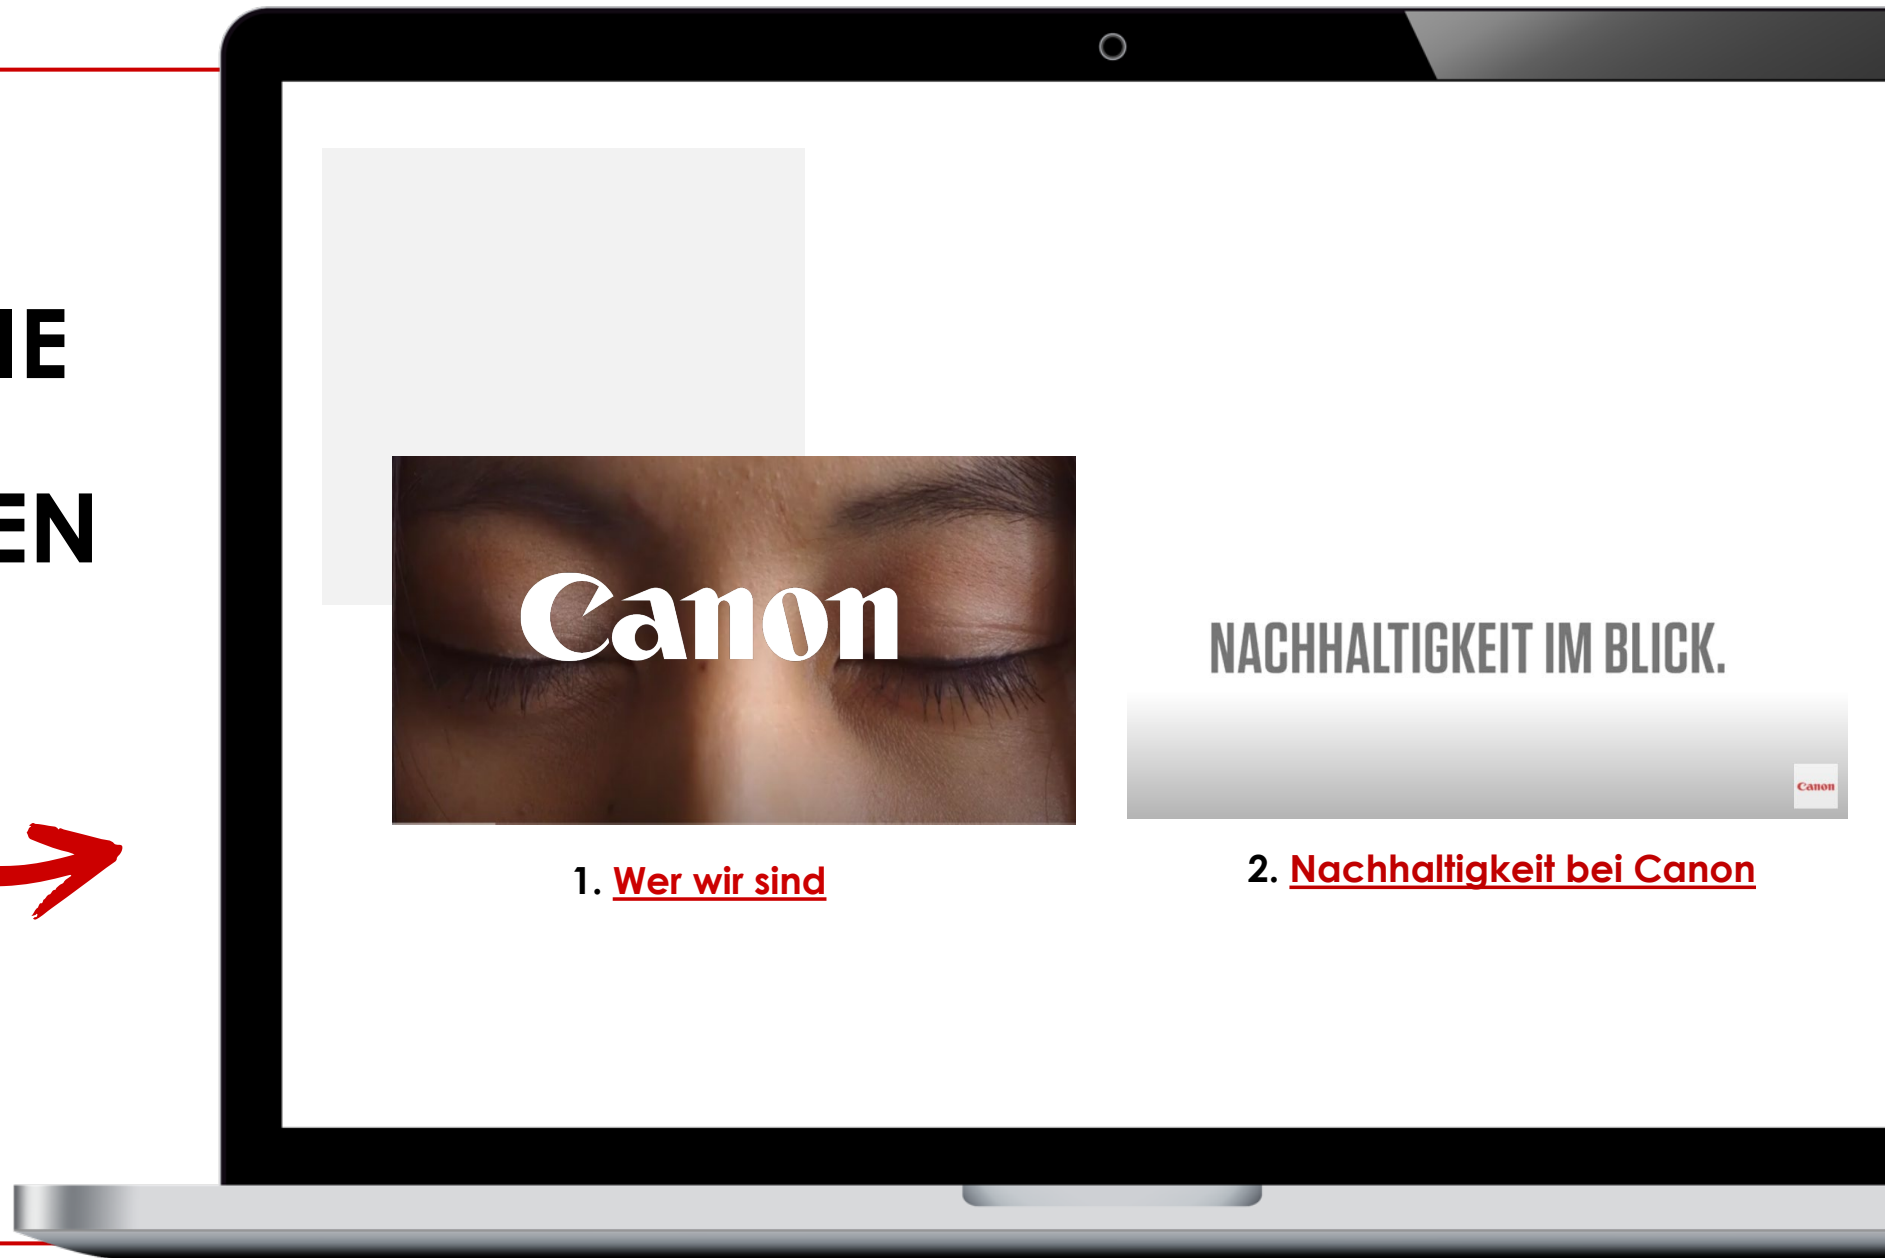 IE
EN
Canon
NACHHALTIGKEIT IM BLICK.
Canon
1. Wer wir sind
2. Nachhaltigkeit bei Canon